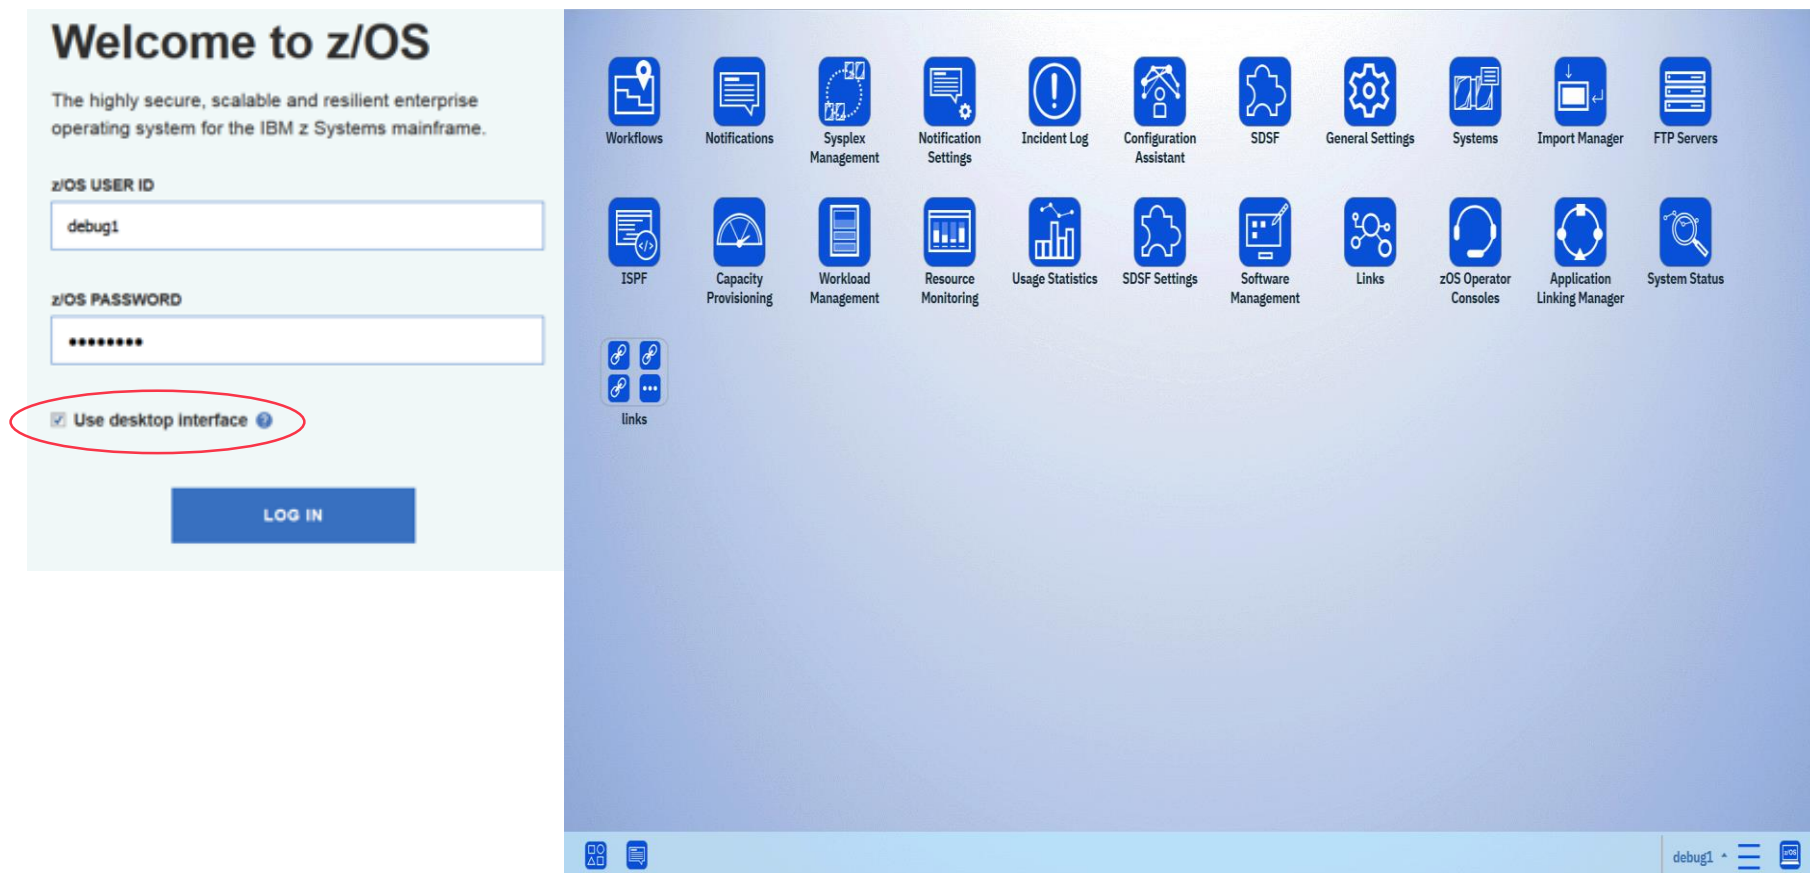 Welcome to z/OS
The highly secure, scalable and resilient enterprise
operating system for the IBM z Systems mainframe.
z/OS USER ID
debug1
z/OS PASSWORD
••••••••
Use desktop interface ?
LOG IN
Workflows
Notifications
Sysplex
Management
Notification
Settings
Incident Log
Configuration
Assistant
SDSF
General Settings
Systems
Import Manager
FTP Servers
ISPF
Capacity
Provisioning
Workload
Management
Resource
Monitoring
Usage Statistics
SDSF Settings
Software
Management
Links
zOS Operator
Consoles
Application
Linking Manager
System Status
links
debug1
z/OS